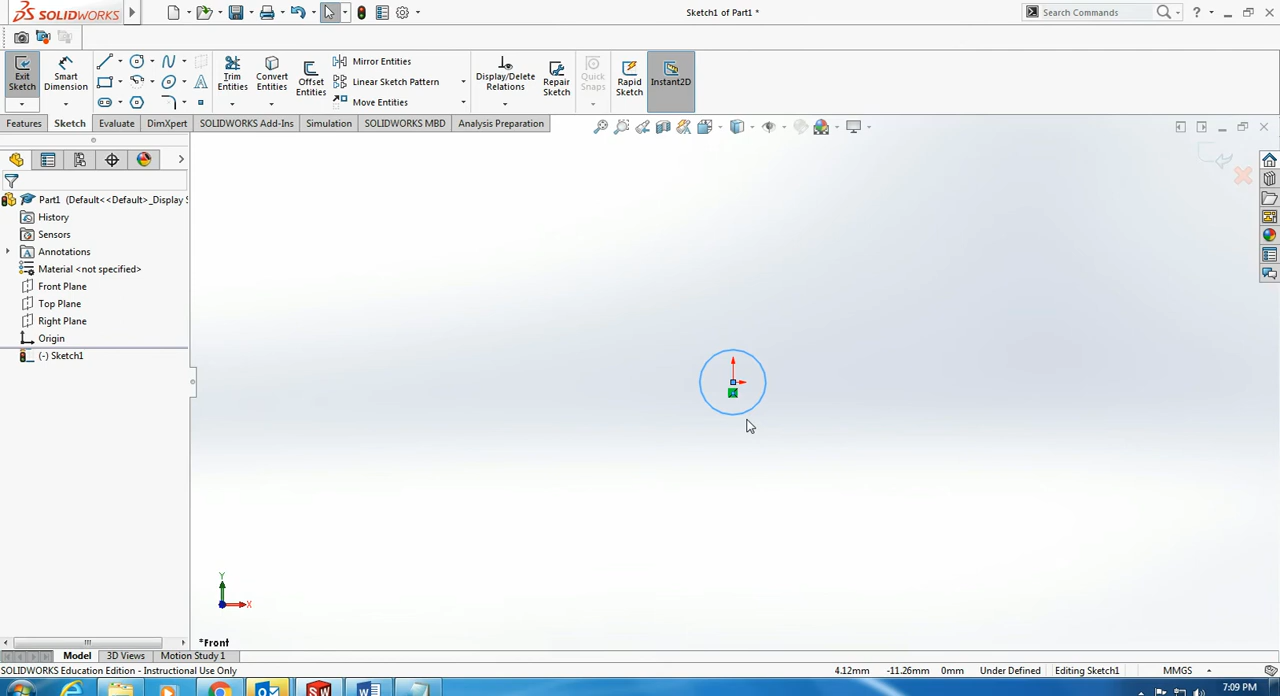 SOLIDWORKS
Sketch1 of Part1 *
Search Commands
Exit Sketch
Smart Dimension
Trim Entities
Convert Entities
Offset Entities
Mirror Entities
Linear Sketch Pattern
Move Entities
Display/Delete Relations
Repair Sketch
Quick Snaps
Rapid Sketch
Instant2D
Features
Sketch
Evaluate
DimXpert
SOLIDWORKS Add-Ins
Simulation
SOLIDWORKS MBD
Analysis Preparation
Part1 (Default<<Default>_Display S
History
Sensors
Annotations
Material <not specified>
Front Plane
Top Plane
Right Plane
Origin
(-) Sketch1
Y
X
*Front
Model
3D Views
Motion Study 1
SOLIDWORKS Education Edition - Instructional Use Only
4.12mm
-11.26mm
0mm
Under Defined
Editing Sketch1
MMGS
7:09 PM